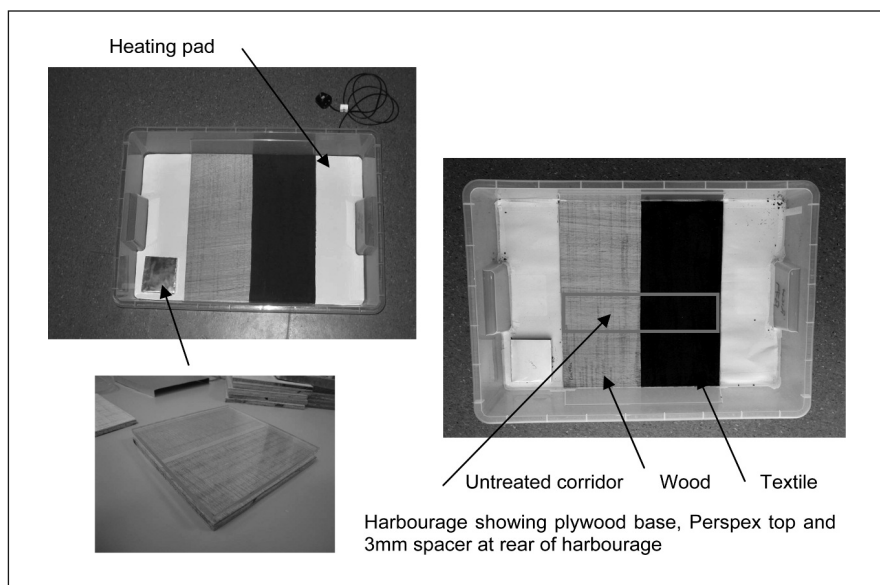 Heating pad
Untreated corridor Wood Textile
Harbourage showing plywood base, Perspex top and
3mm spacer at rear of harbourage